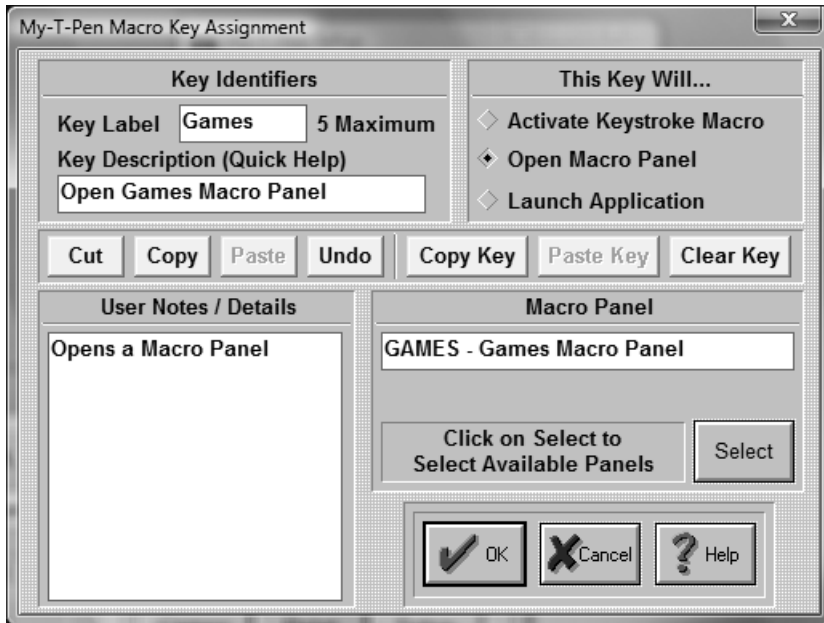 My-T-Pen Macro Key Assignment
X
Key Identifiers
Key Label Games 5 Maximum
Key Description (Quick Help)
Open Games Macro Panel
This Key Will...
Activate Keystroke Macro
Open Macro Panel
Launch Application
Cut Copy Paste Undo Copy Key Paste Key Clear Key
User Notes / Details
Opens a Macro Panel
Macro Panel
GAMES - Games Macro Panel
Click on Select to
Select Available Panels
Select
OK Cancel ? Help